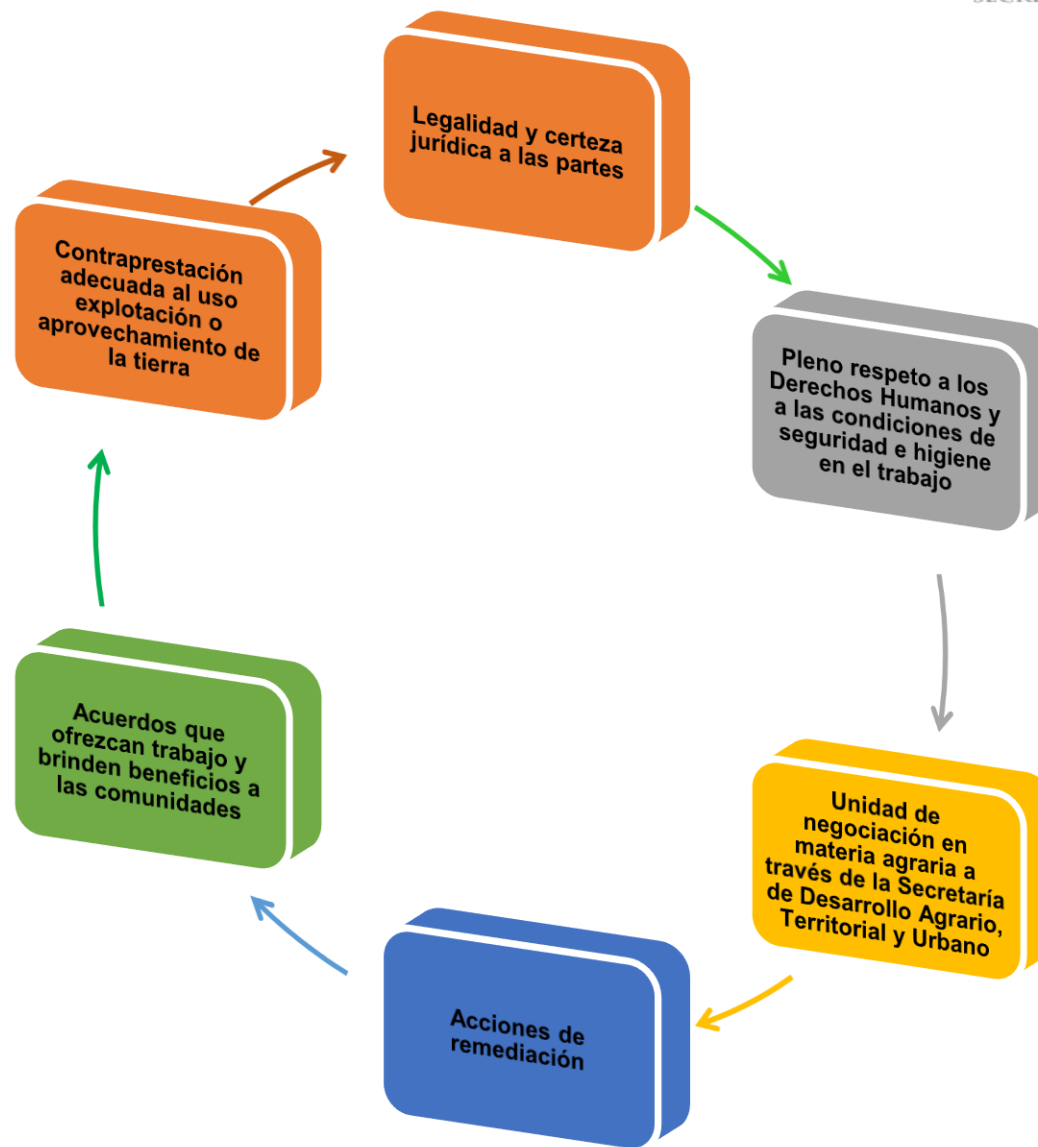 Legalidad y certeza
jurídica a las partes
Pleno respeto a los
Derechos Humanos y
a las condiciones de
seguridad e higiene
en el trabajo
Unidad de
negociación en
materia agraria a
través de la Secretaría
de Desarrollo Agrario,
Territorial y Urbano
Acciones de
remediación
Acuerdos que
ofrezcan trabajo y
brinden beneficios a
las comunidades
Contraprestación
adecuada al uso
explotación o
aprovechamiento de
la tierra